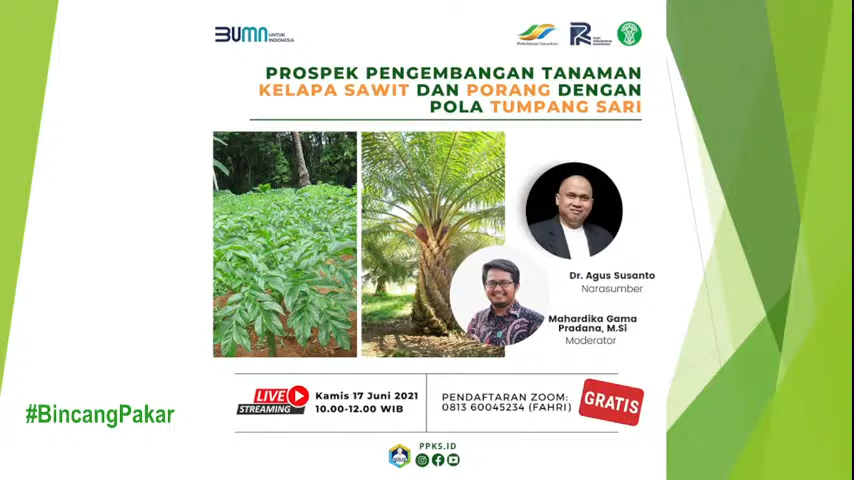 BUMN UNTUK
INDONESIA
Perkebunan Nusantara
PROSPEK PENGEMBANGAN TANAMAN
KELAPA SAWIT DAN PORANG DENGAN
POLA TUMPANG SARI
Dr. Agus Susanto
Narasumber
Mahardika Gama
Pradana, M.Si
Moderator
#BincangPakar
LIVE
STREAMING
Kamis 17 Juni 2021
10.00-12.00 WIB
PENDAFTARAN ZOOM:
0813 60045234 (FAHRI)
GRATIS
PPKS.ID